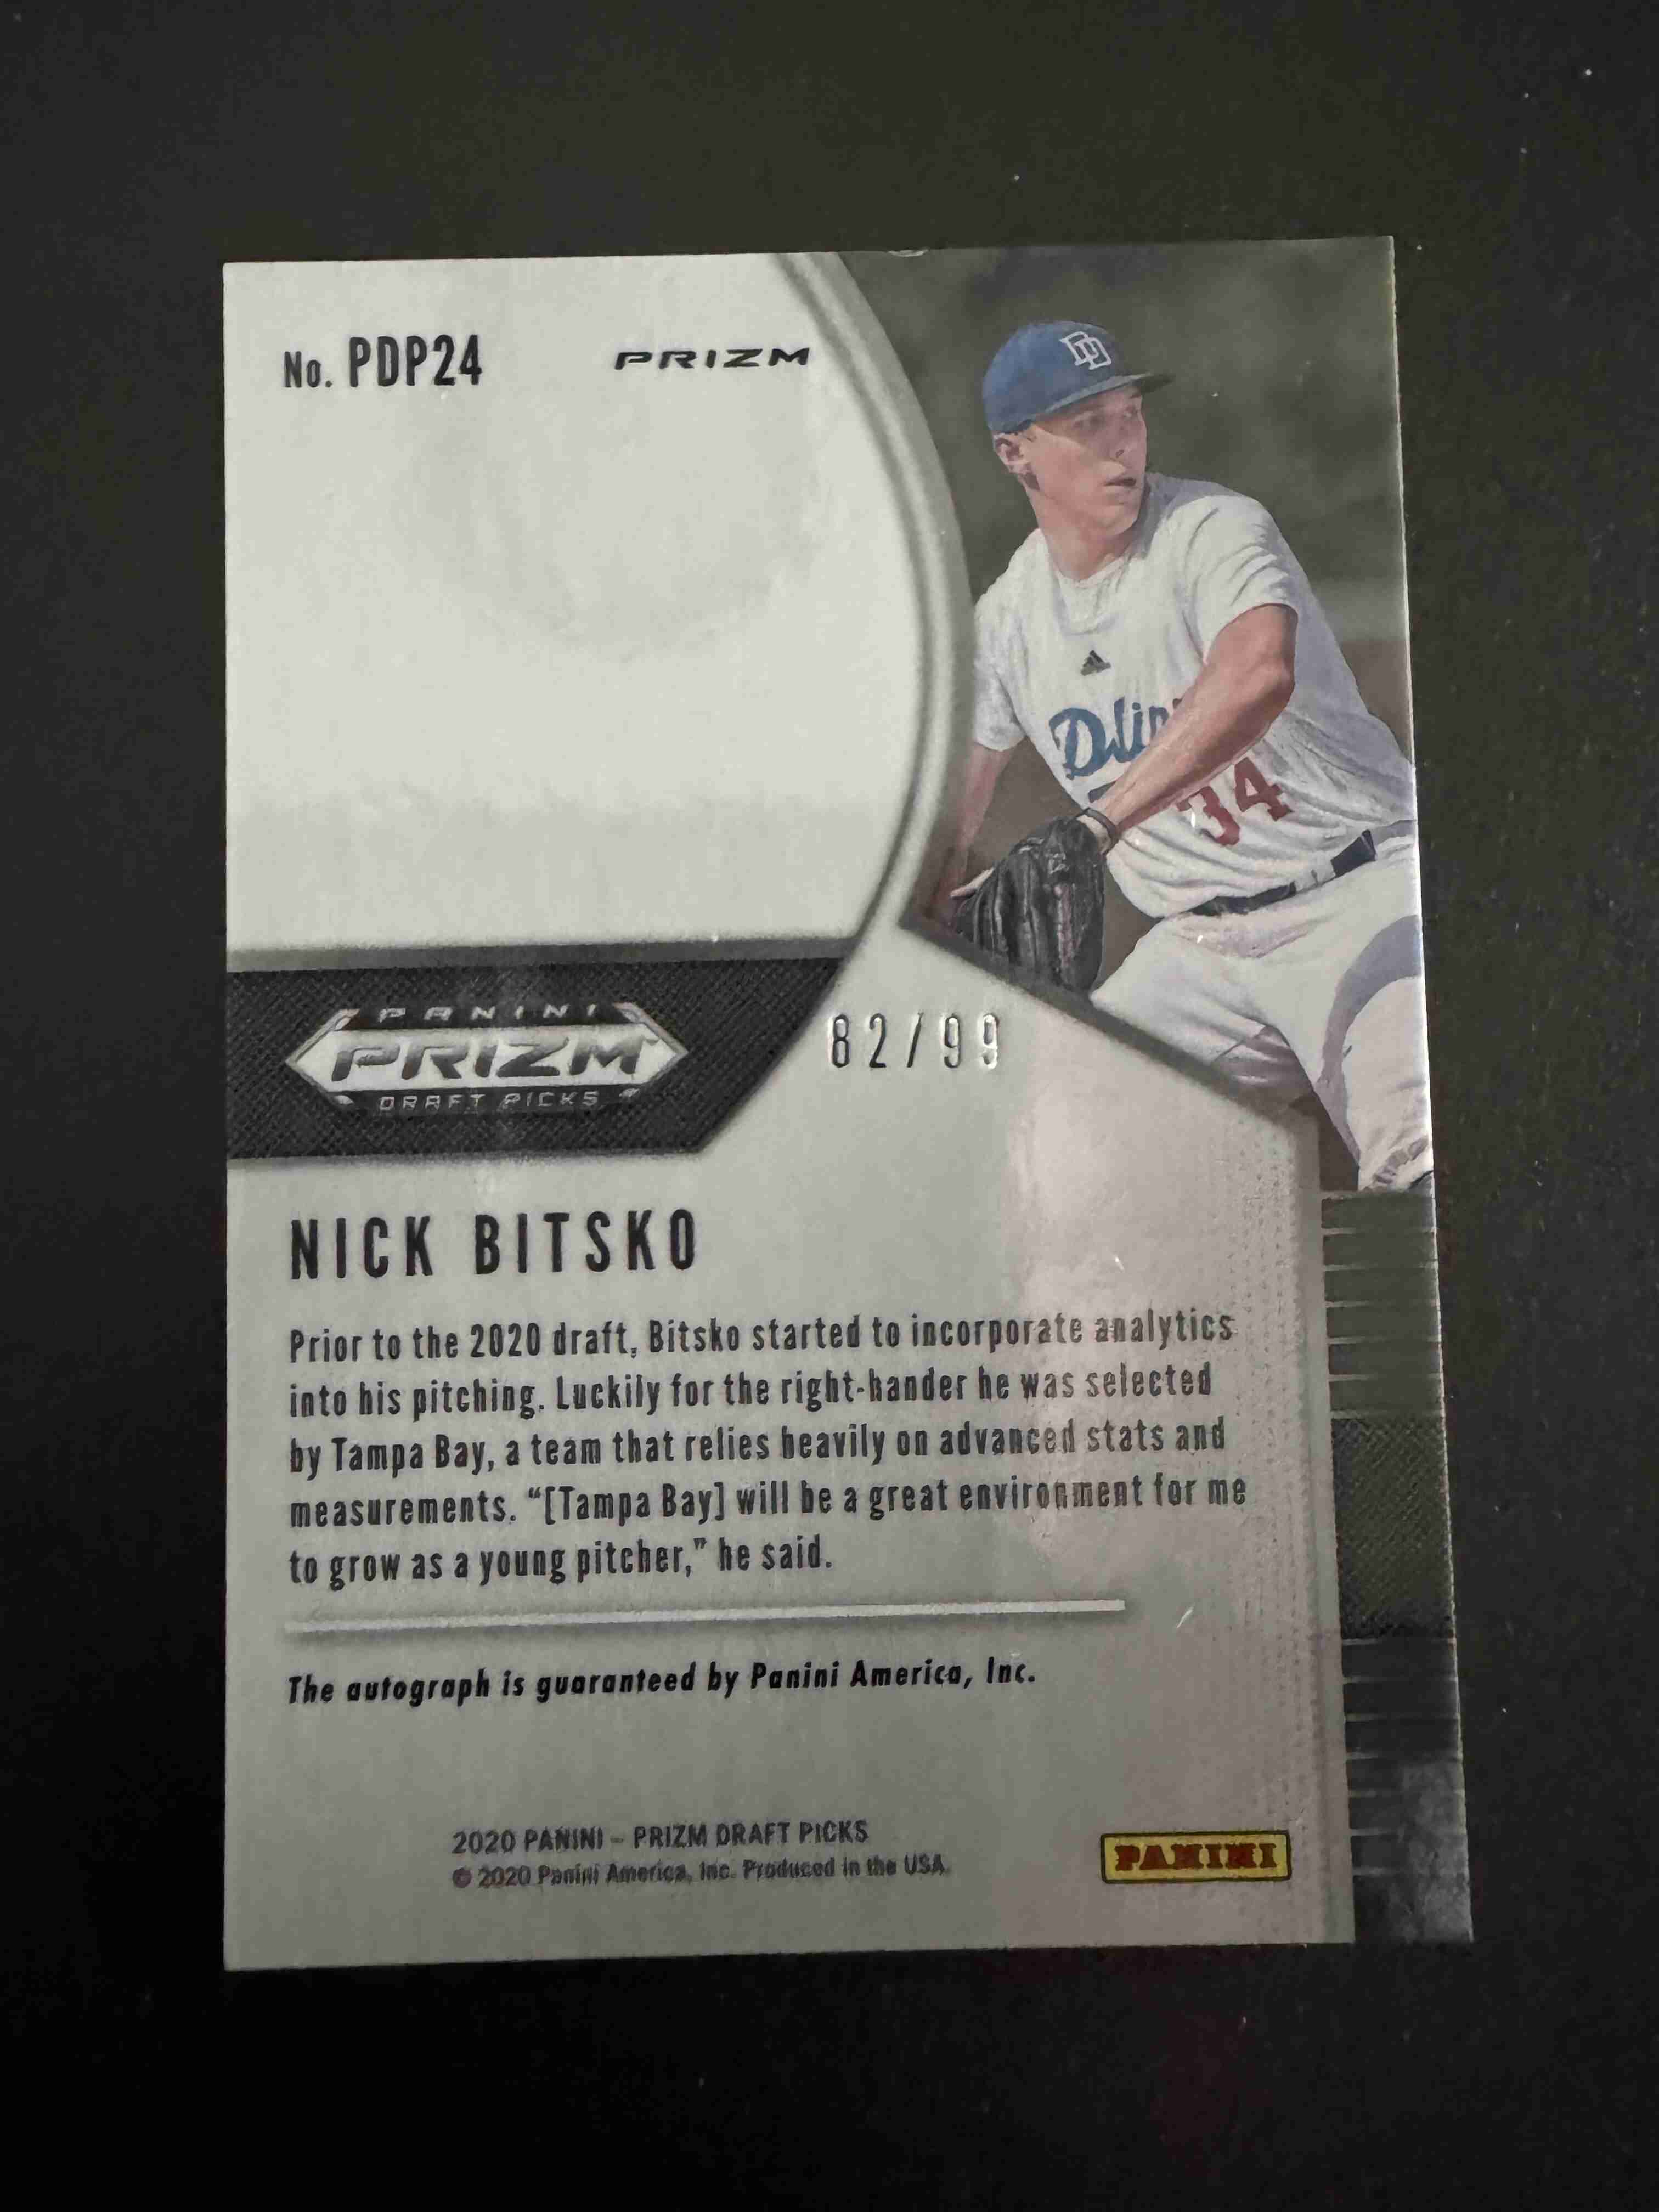 No. PDP24 PRIZM
34
PANINI
PRIZM
DRAFT PICKS
82/99
NICK BITSKO
Prior to the 2020 draft, Bitsko started to incorporate analytics
into his pitching. Luckily for the right-hander he was selected
by Tampa Bay, a team that relies heavily on advanced stats and
measurements. “[Tampa Bay] will be a great environment for me
to grow as a young pitcher,” he said.
The autograph is guaranteed by Panini America, Inc.
2020 PANINI – PRIZM DRAFT PICKS
© 2020 Panini America, Inc. Produced in the USA.
PANINI